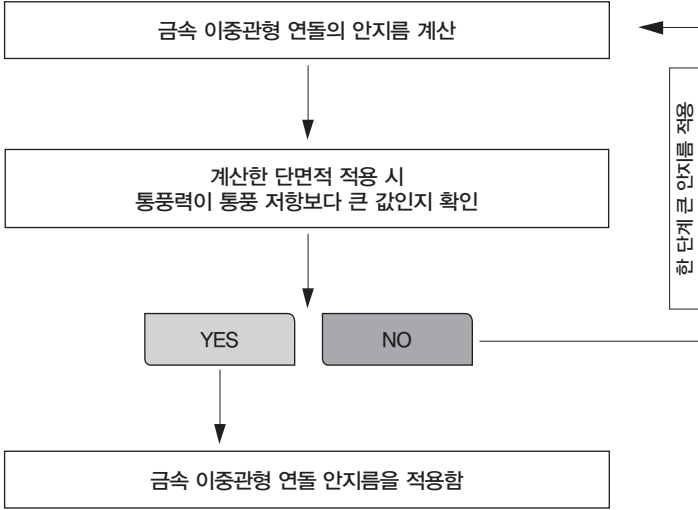 금속 이중관형 연돌의 안지름 계산
계산한 단면적 적용 시
통풍력이 통풍 저항보다 큰 값인지 확인
한 단계 큰 안지름 적용
YES
NO
금속 이중관형 연돌 안지름을 적용함